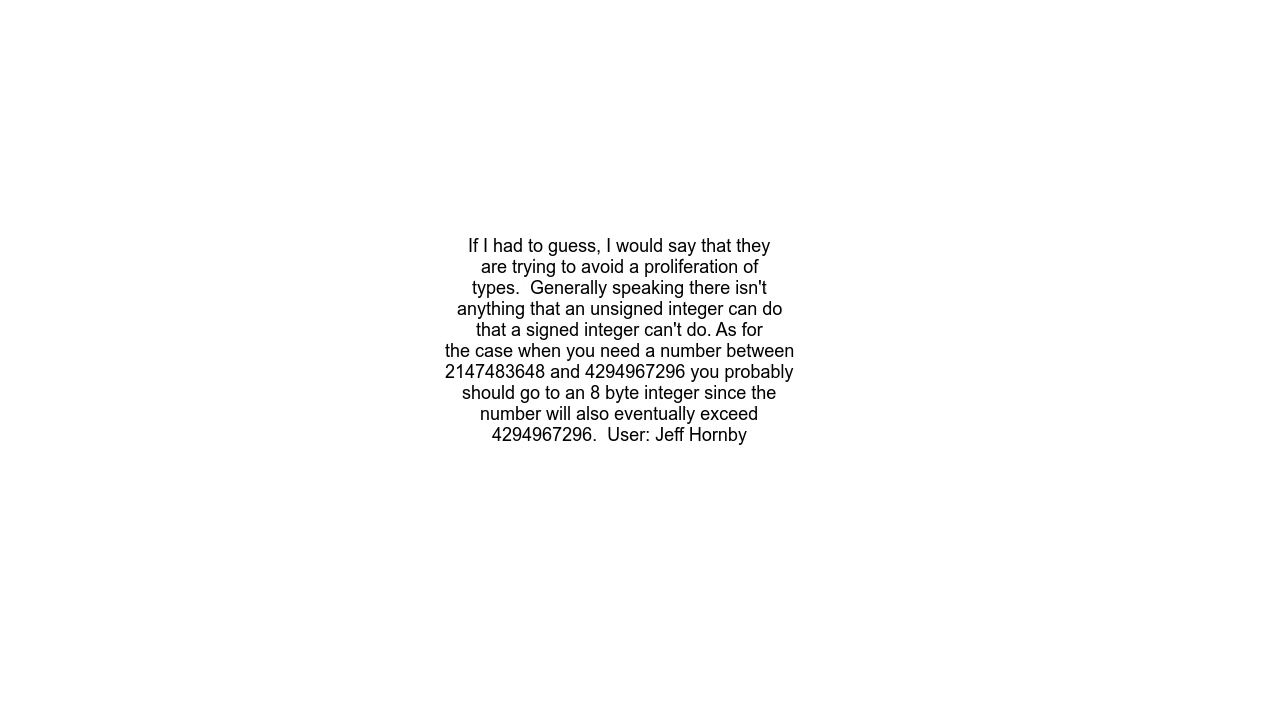 If I had to guess, I would say that they
are trying to avoid a proliferation of
types.  Generally speaking there isn't
anything that an unsigned integer can do
that a signed integer can't do. As for
the case when you need a number between
2147483648 and 4294967296 you probably
should go to an 8 byte integer since the
number will also eventually exceed
4294967296.  User: Jeff Hornby